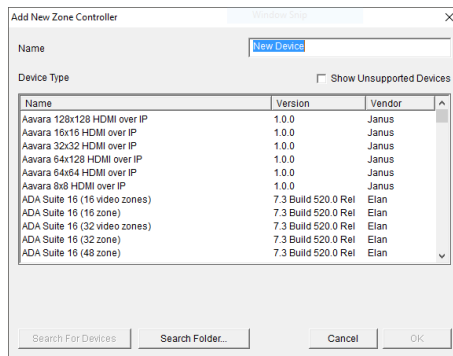 Add New Zone Controller
Window Snip
Name
New Device
Device Type
Show Unsupported Devices
Name Version Vendor
Aavara 128x128 HDMI over IP 1.0.0 Janus
Aavara 16x16 HDMI over IP 1.0.0 Janus
Aavara 32x32 HDMI over IP 1.0.0 Janus
Aavara 64x128 HDMI over IP 1.0.0 Janus
Aavara 64x64 HDMI over IP 1.0.0 Janus
Aavara 8x8 HDMI over IP 1.0.0 Janus
ADA Suite 16 (16 video zones) 7.3 Build 520.0 Rel Elan
ADA Suite 16 (16 zone) 7.3 Build 520.0 Rel Elan
ADA Suite 16 (32 video zones) 7.3 Build 520.0 Rel Elan
ADA Suite 16 (32 zone) 7.3 Build 520.0 Rel Elan
ADA Suite 16 (48 zone) 7.3 Build 520.0 Rel Elan
Search For Devices Search Folder... Cancel OK